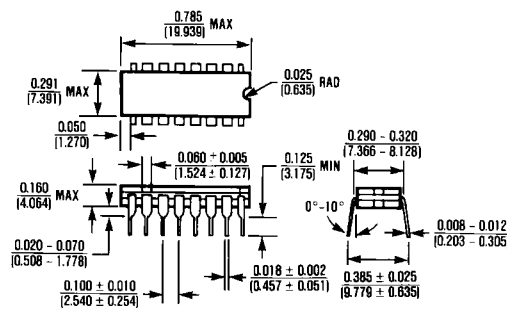 0.785
(19.939) MAX
0.291
(7.391) MAX
0.025
(0.635) RAD
0.050
(1.270)
0.060 ± 0.005
(1.524 ± 0.127)
0.125
(3.175) MIN
0.290 – 0.320
(7.366 – 8.128)
0.160
(4.064) MAX
0°-10°
0.020 – 0.070
(0.508 – 1.778)
0.008 – 0.012
(0.203 – 0.305
0.100 ± 0.010
(2.540 ± 0.254)
0.018 ± 0.002
(0.457 ± 0.051)
0.385 ± 0.025
(9.779 ± 0.635)